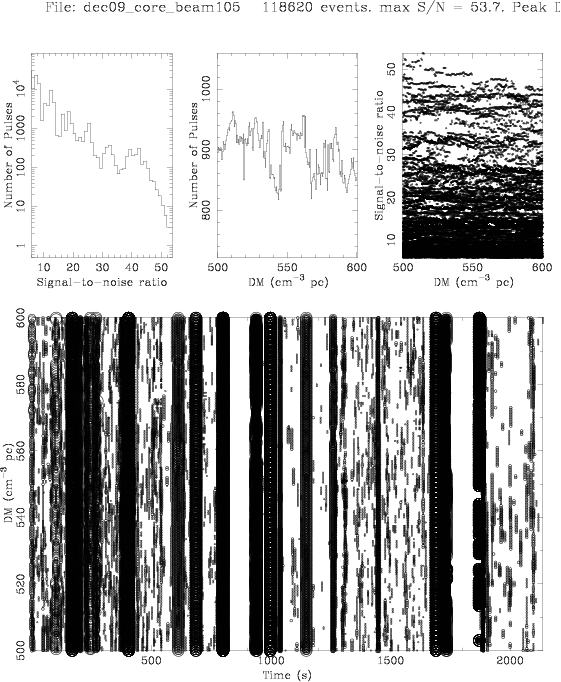 File: dec09_core_beam105 118620 events. max S/N = 53.7. Peak
Number of Pulses
1 10 100 1000 10⁴
10 20 30 40 50
Signal−to−noise ratio
Number of Pulses
800 900 1000
500 550 600
DM (cm⁻³ pc)
Signal−to−noise ratio
10 20 30 40 50
500 550 600
DM (cm⁻³ pc)
DM (cm⁻³ pc)
500 520 540 560 580 600
500 1000 1500 2000
Time (s)